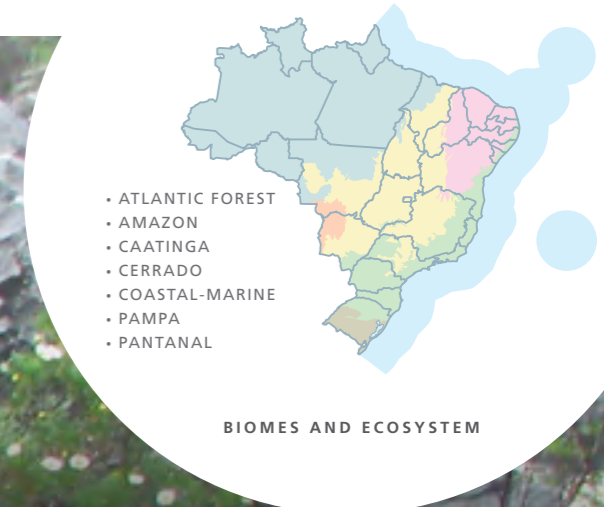 • ATLANTIC FOREST
• AMAZON
• CAATINGA
• CERRADO
• COASTAL-MARINE
• PAMPA
• PANTANAL
BIOMES AND ECOSYSTEM